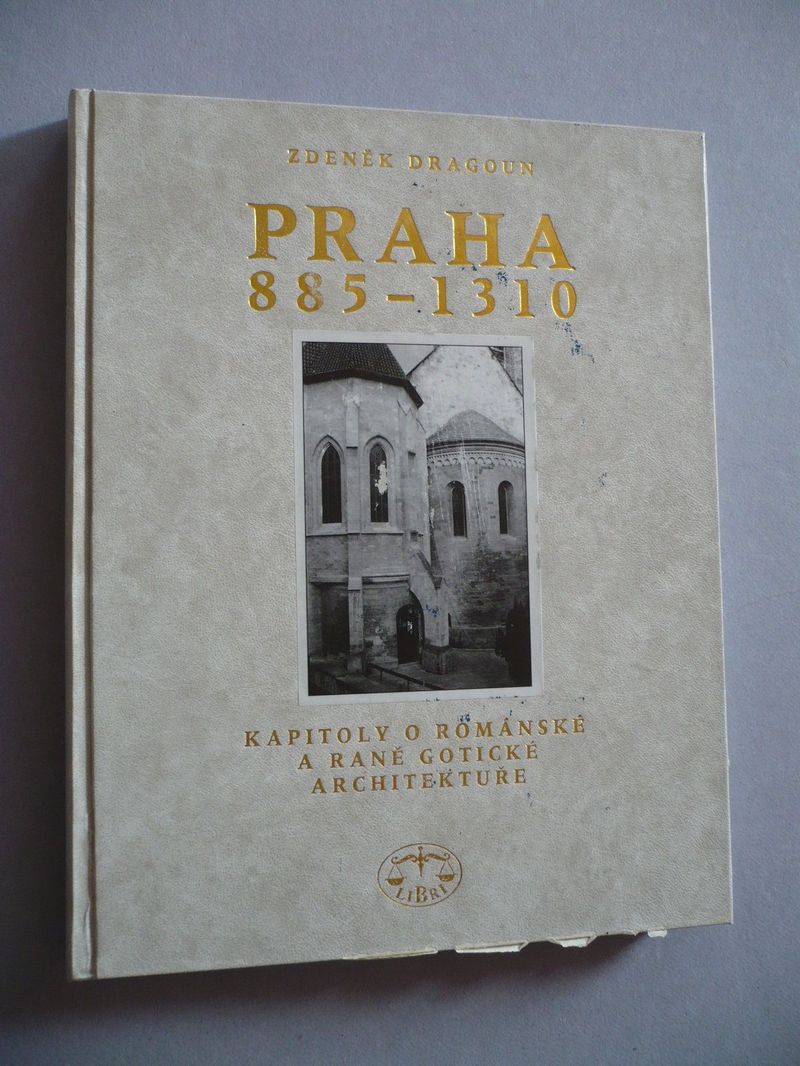 ZDENĚK DRAGOUN
PRAHA
885–1310
KAPITOLY O ROMÁNSKÉ
A RANĚ GOTICKÉ
ARCHITEKTUŘE
LIBRI